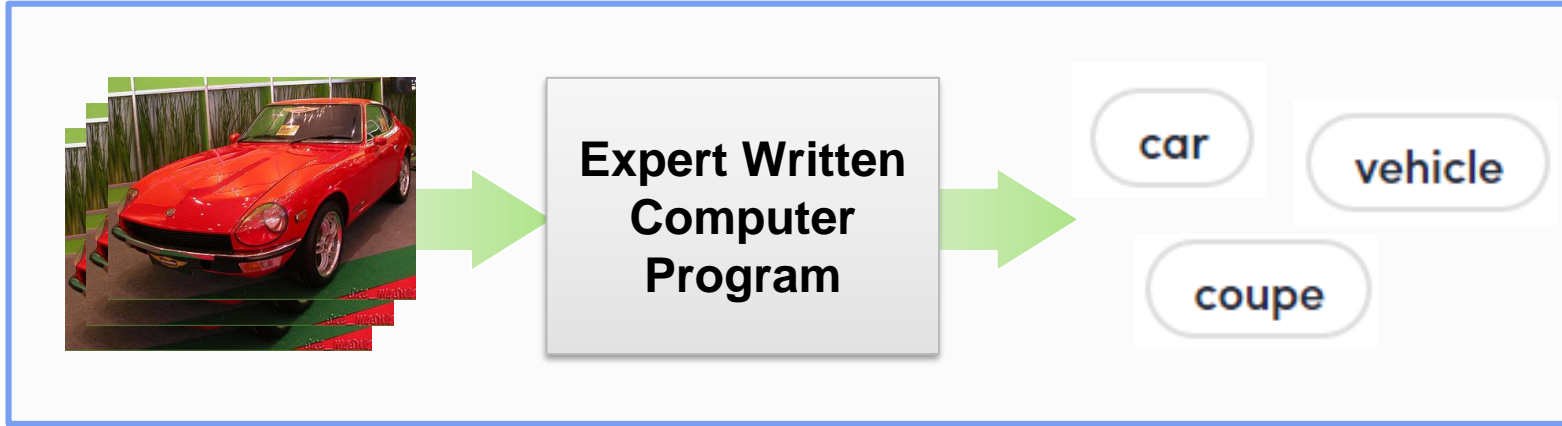 Expert Written
Computer
Program
car
vehicle
coupe